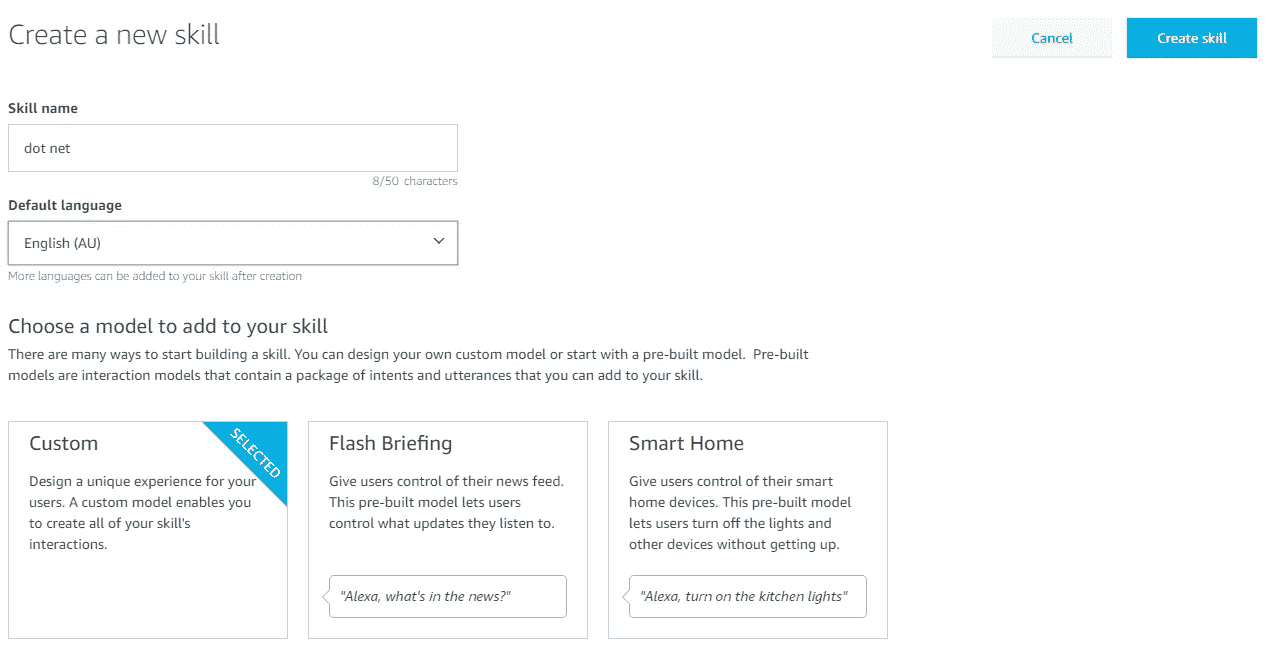 Create a new skill
Cancel
Create skill
Skill name
dot net
8/50 characters
Default language
English (AU)
More languages can be added to your skill after creation
Choose a model to add to your skill
There are many ways to start building a skill. You can design your own custom model or start with a pre-built model. Pre-built
models are interaction models that contain a package of intents and utterances that you can add to your skill.
Custom
SELECTED
Design a unique experience for your
users. A custom model enables you
to create all of your skill's
interactions.
Flash Briefing
Give users control of their news feed.
This pre-built model lets users
control what updates they listen to.
"Alexa, what's in the news?"
Smart Home
Give users control of their smart
home devices. This pre-built model
lets users turn off the lights and
other devices without getting up.
"Alexa, turn on the kitchen lights"